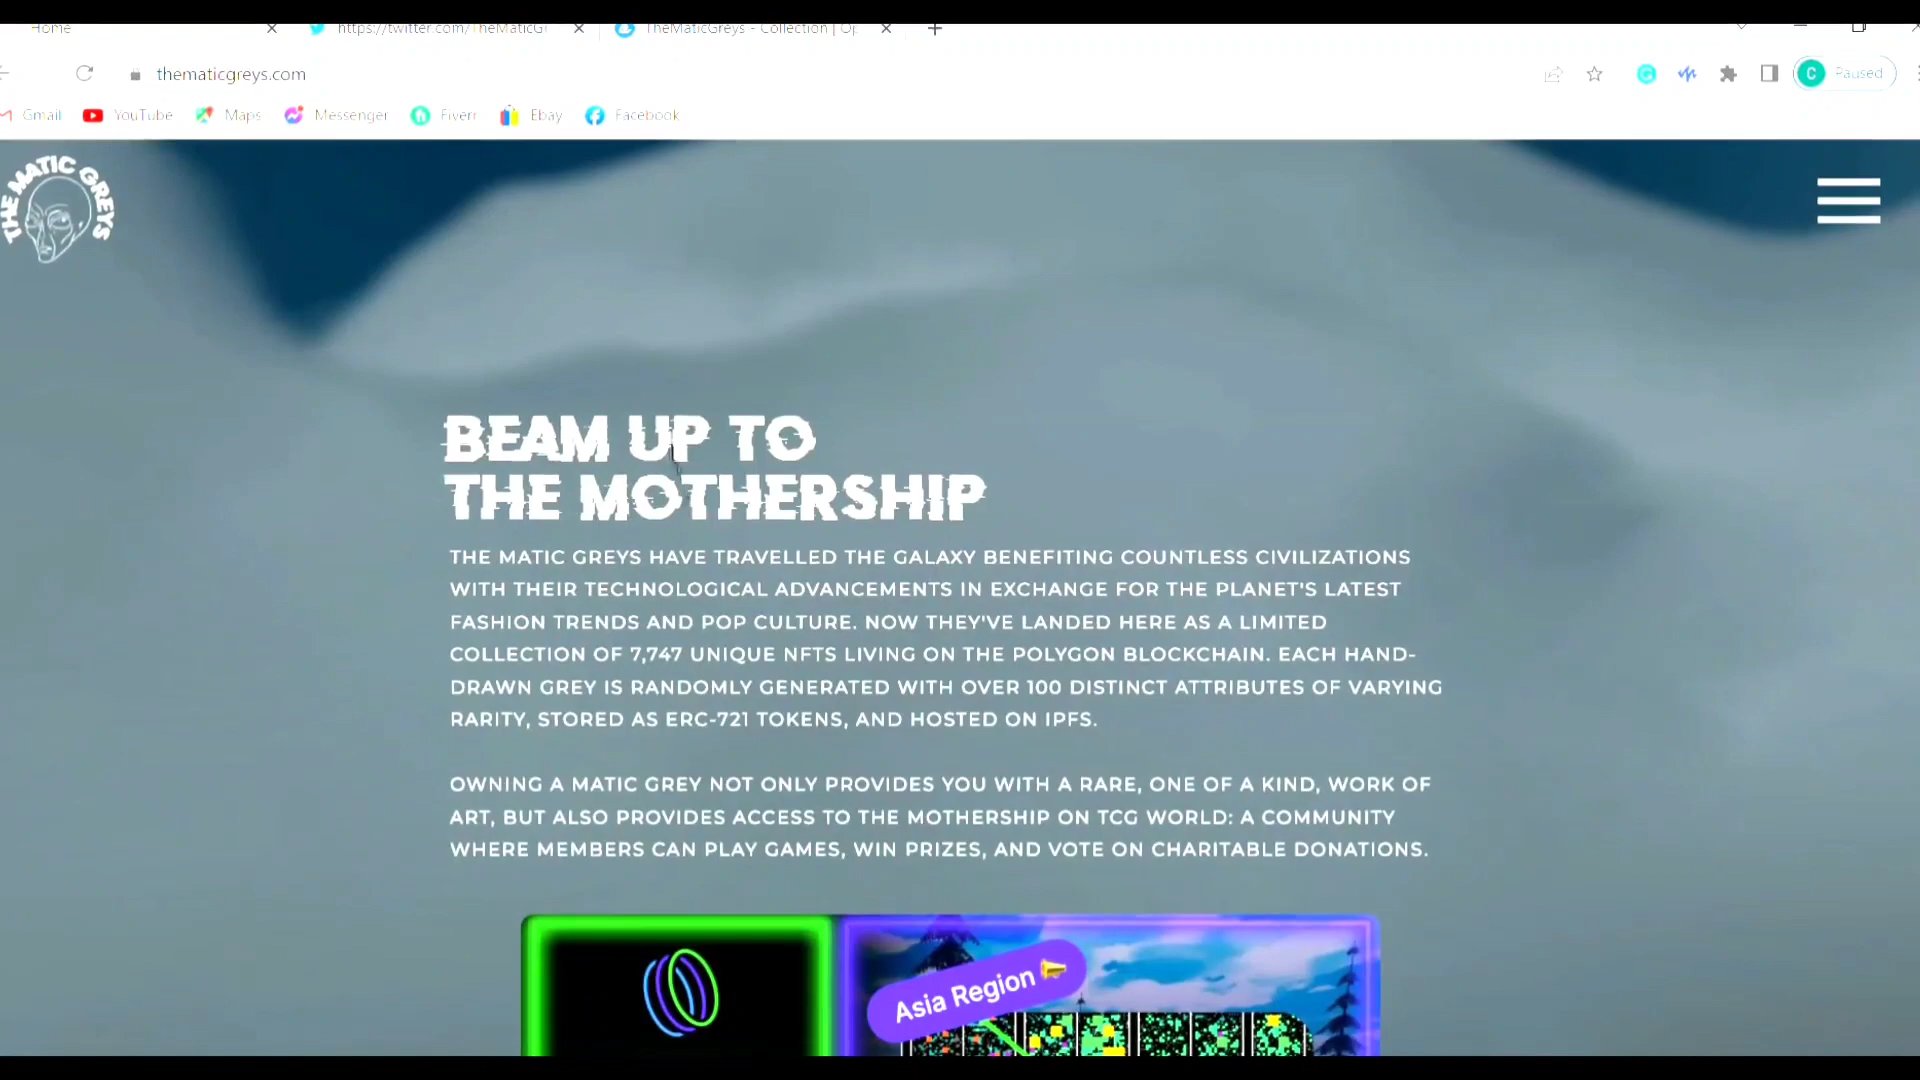 Home
https://twitter.com/TheMaticGr
TheMaticGreys - Collection | Op
thematicgreys.com
Paused
C
Gmail
YouTube
Maps
Messenger
Fiverr
Ebay
Facebook
THE MATIC GREYS
BEAM UP TO
THE MOTHERSHIP
THE MATIC GREYS HAVE TRAVELLED THE GALAXY BENEFITING COUNTLESS CIVILIZATIONS
WITH THEIR TECHNOLOGICAL ADVANCEMENTS IN EXCHANGE FOR THE PLANET'S LATEST
FASHION TRENDS AND POP CULTURE. NOW THEY'VE LANDED HERE AS A LIMITED
COLLECTION OF 7,747 UNIQUE NFTS LIVING ON THE POLYGON BLOCKCHAIN. EACH HAND-
DRAWN GREY IS RANDOMLY GENERATED WITH OVER 100 DISTINCT ATTRIBUTES OF VARYING
RARITY, STORED AS ERC-721 TOKENS, AND HOSTED ON IPFS.
OWNING A MATIC GREY NOT ONLY PROVIDES YOU WITH A RARE, ONE OF A KIND, WORK OF
ART, BUT ALSO PROVIDES ACCESS TO THE MOTHERSHIP ON TCG WORLD: A COMMUNITY
WHERE MEMBERS CAN PLAY GAMES, WIN PRIZES, AND VOTE ON CHARITABLE DONATIONS.
Asia Region